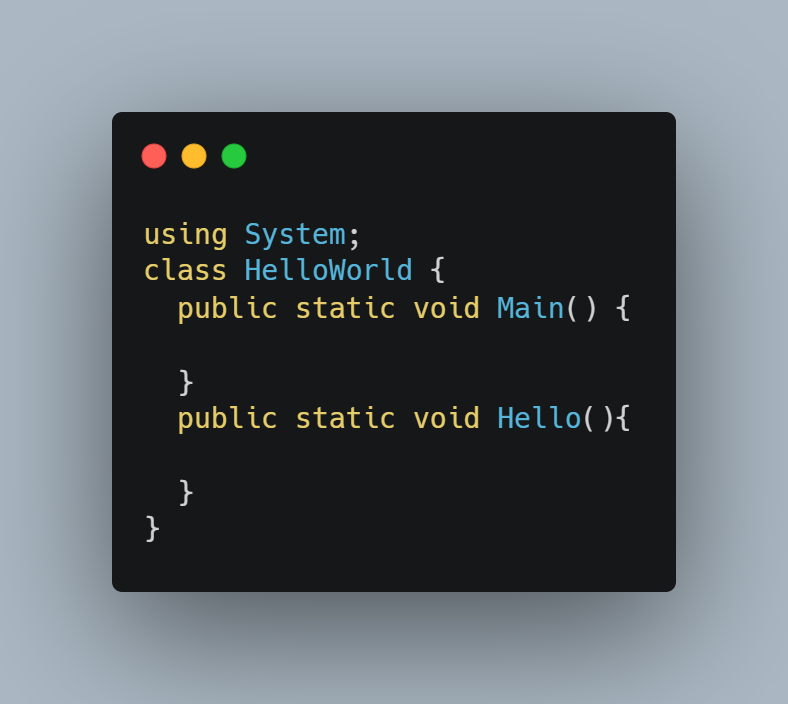 using System;
class HelloWorld {
  public static void Main() {

  }
  public static void Hello(){

  }
}